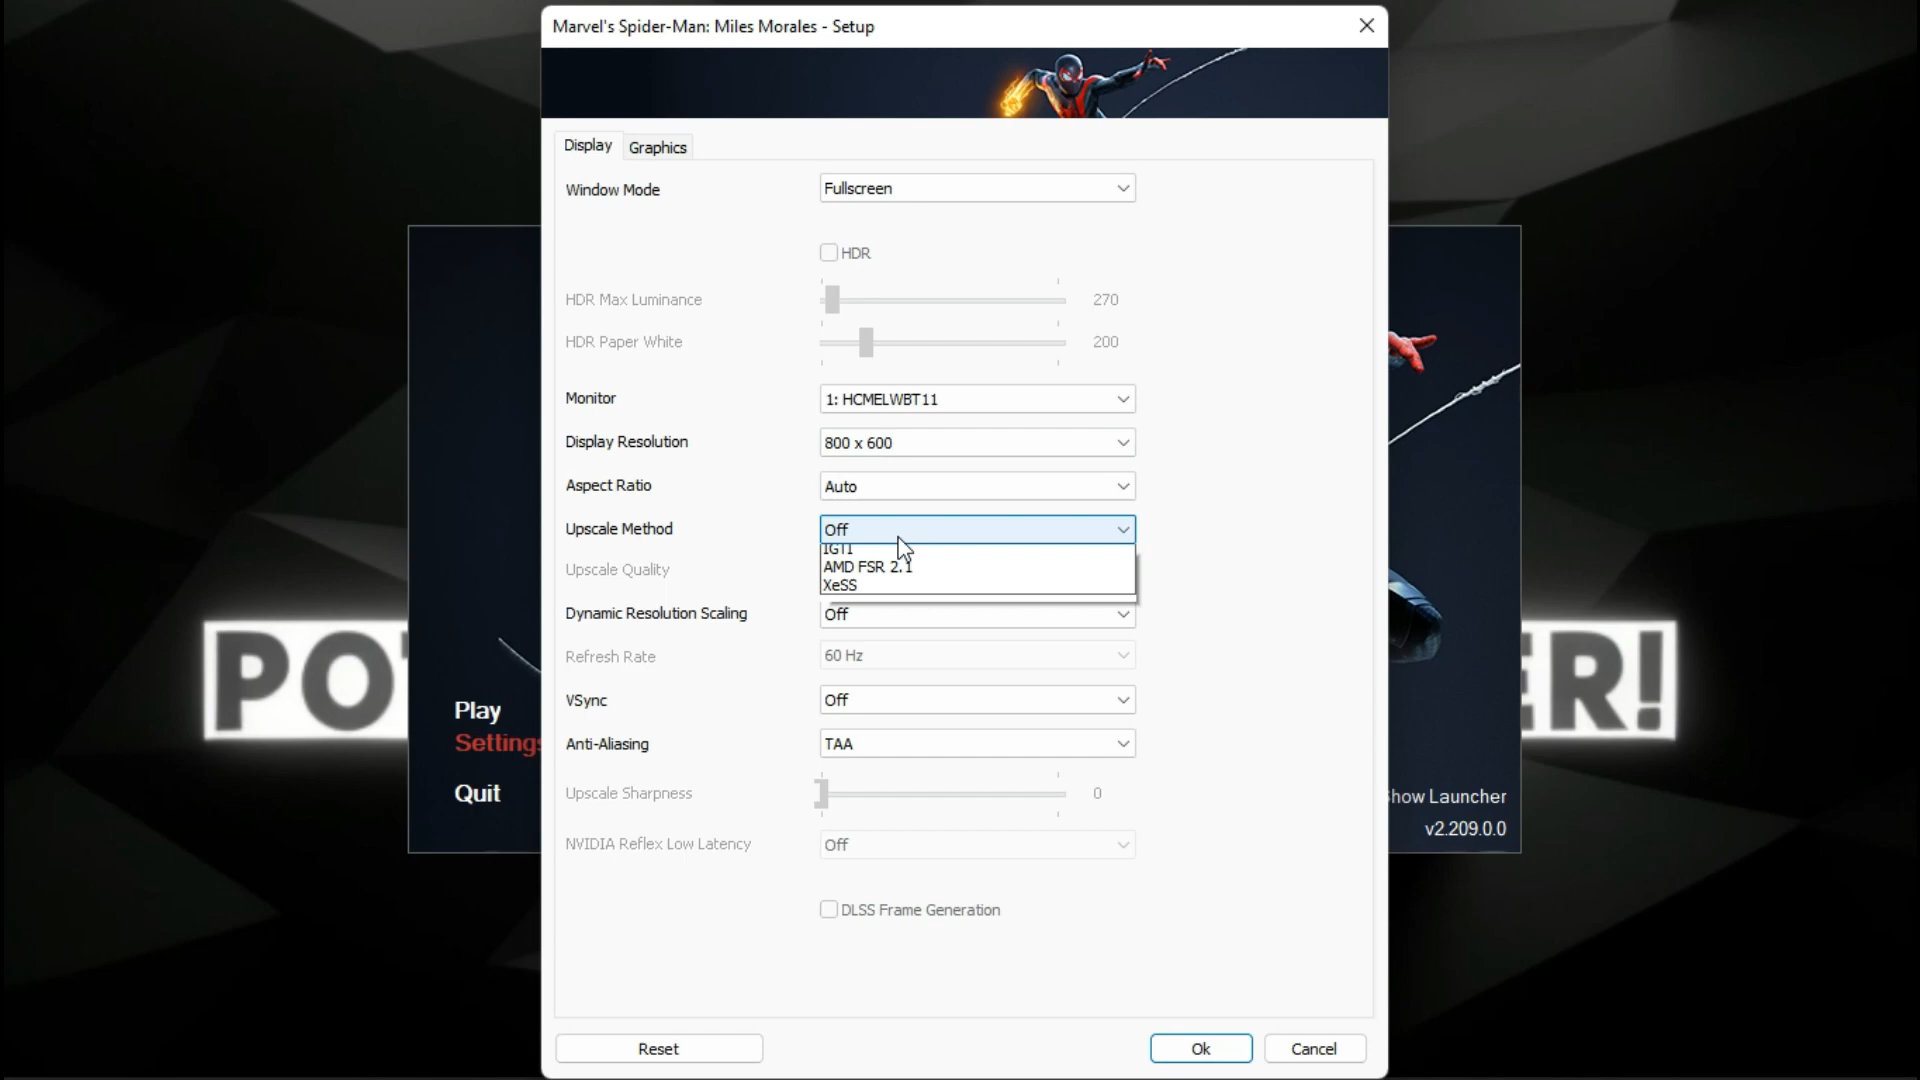 Marvel's Spider-Man: Miles Morales - Setup
Display
Graphics
Window Mode
Fullscreen
HDR
HDR Max Luminance
270
HDR Paper White
200
Monitor
1: HCMELWBT11
Display Resolution
800 x 600
Aspect Ratio
Auto
Upscale Method
Off
IGTI
AMD FSR 2.1
XeSS
Upscale Quality
Dynamic Resolution Scaling
Off
Refresh Rate
60 Hz
VSync
Off
Anti-Aliasing
TAA
Upscale Sharpness
0
NVIDIA Reflex Low Latency
Off
DLSS Frame Generation
Reset
Ok
Cancel
Play
Settings
Quit
how Launcher
v2.209.0.0
PO
R!